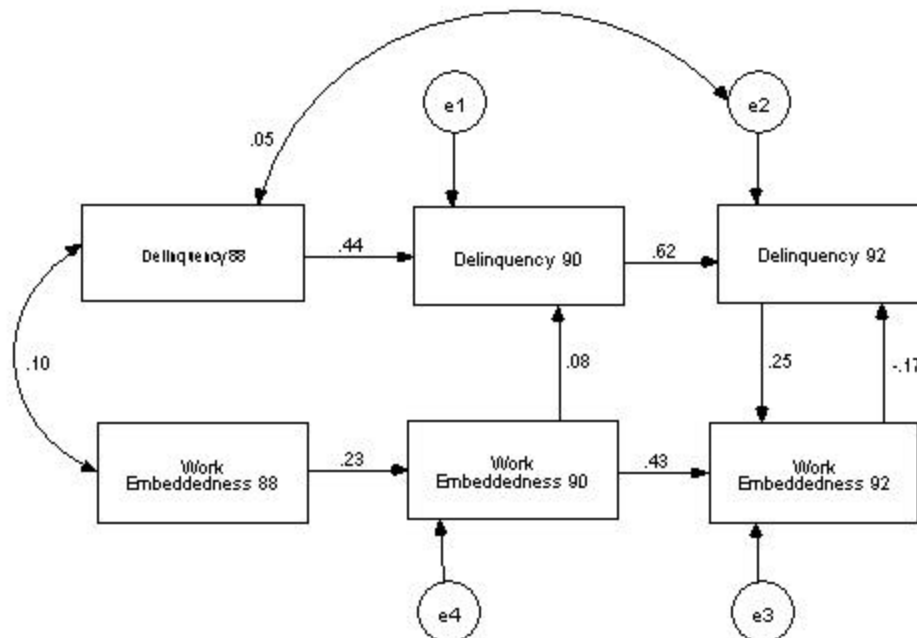 e1
e2
.05
Delinquency88
.44
Delinquency 90
.62
Delinquency 92
.10
.08
.25
-.17
Work
Embeddedness 88
.23
Work
Embeddedness 90
.43
Work
Embeddedness 92
e4
e3